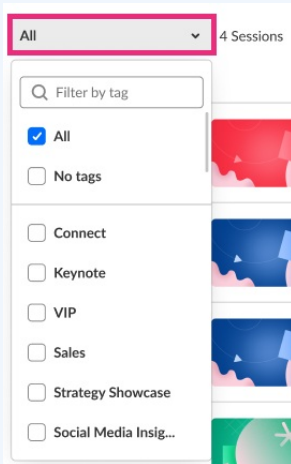 All 4 Sessions
Filter by tag
All
No tags
Connect
Keynote
VIP
Sales
Strategy Showcase
Social Media Insig...